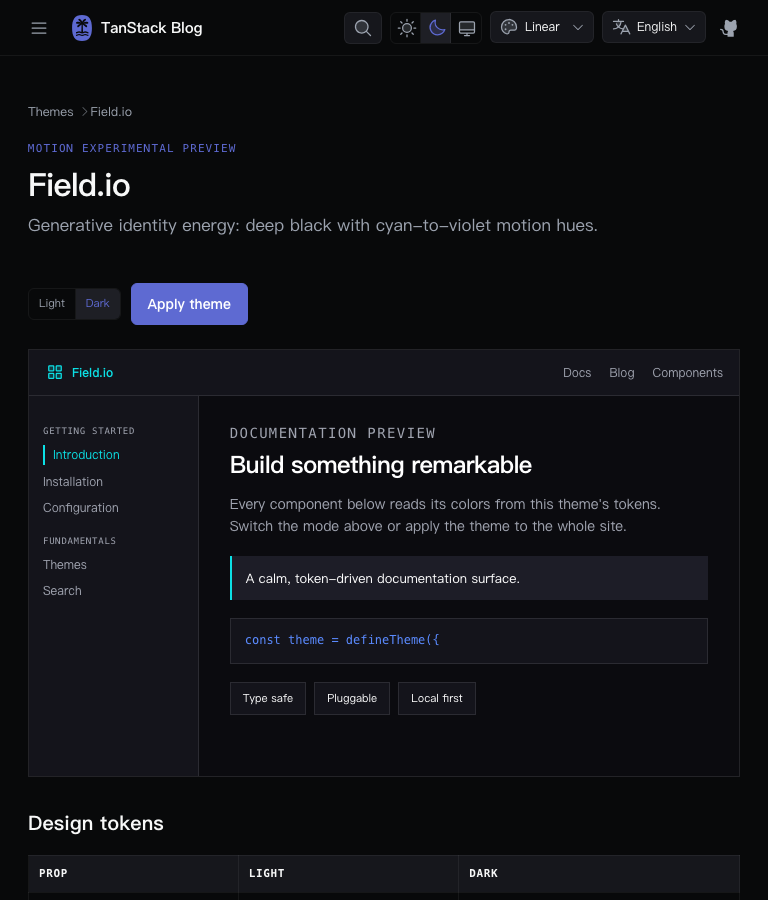 TanStack Blog
Linear
English
Themes
Field.io
MOTION EXPERIMENTAL PREVIEW
Field.io
Generative identity energy: deep black with cyan-to-violet motion hues.
Light
Dark
Apply theme
Field.io
Docs
Blog
Components
GETTING STARTED
Introduction
Installation
Configuration
FUNDAMENTALS
Themes
Search
DOCUMENTATION PREVIEW
Build something remarkable
Every component below reads its colors from this theme's tokens.
Switch the mode above or apply the theme to the whole site.
A calm, token-driven documentation surface.
const theme = defineTheme({
Type safe
Pluggable
Local first
Design tokens
PROP
LIGHT
DARK